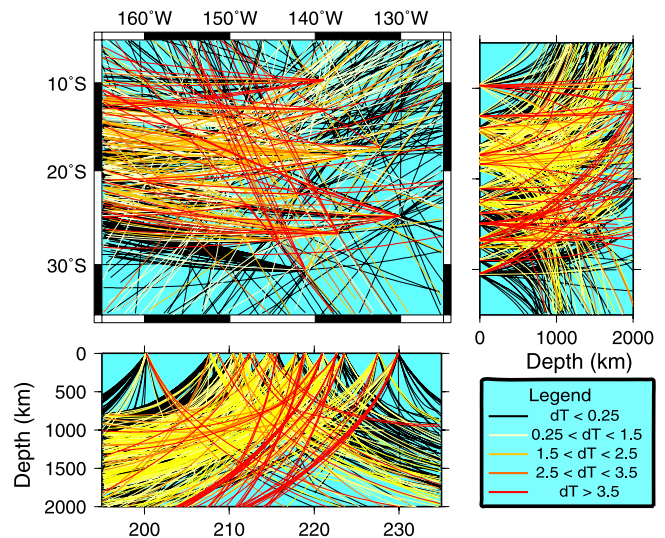 160˚W 150˚W 140˚W 130˚W
10˚S
20˚S
30˚S
0 1000 2000
Depth (km)
0
500
1000
1500
2000
Depth (km)
200 210 220 230
Legend
dT < 0.25
0.25 < dT < 1.5
1.5 < dT < 2.5
2.5 < dT < 3.5
dT > 3.5